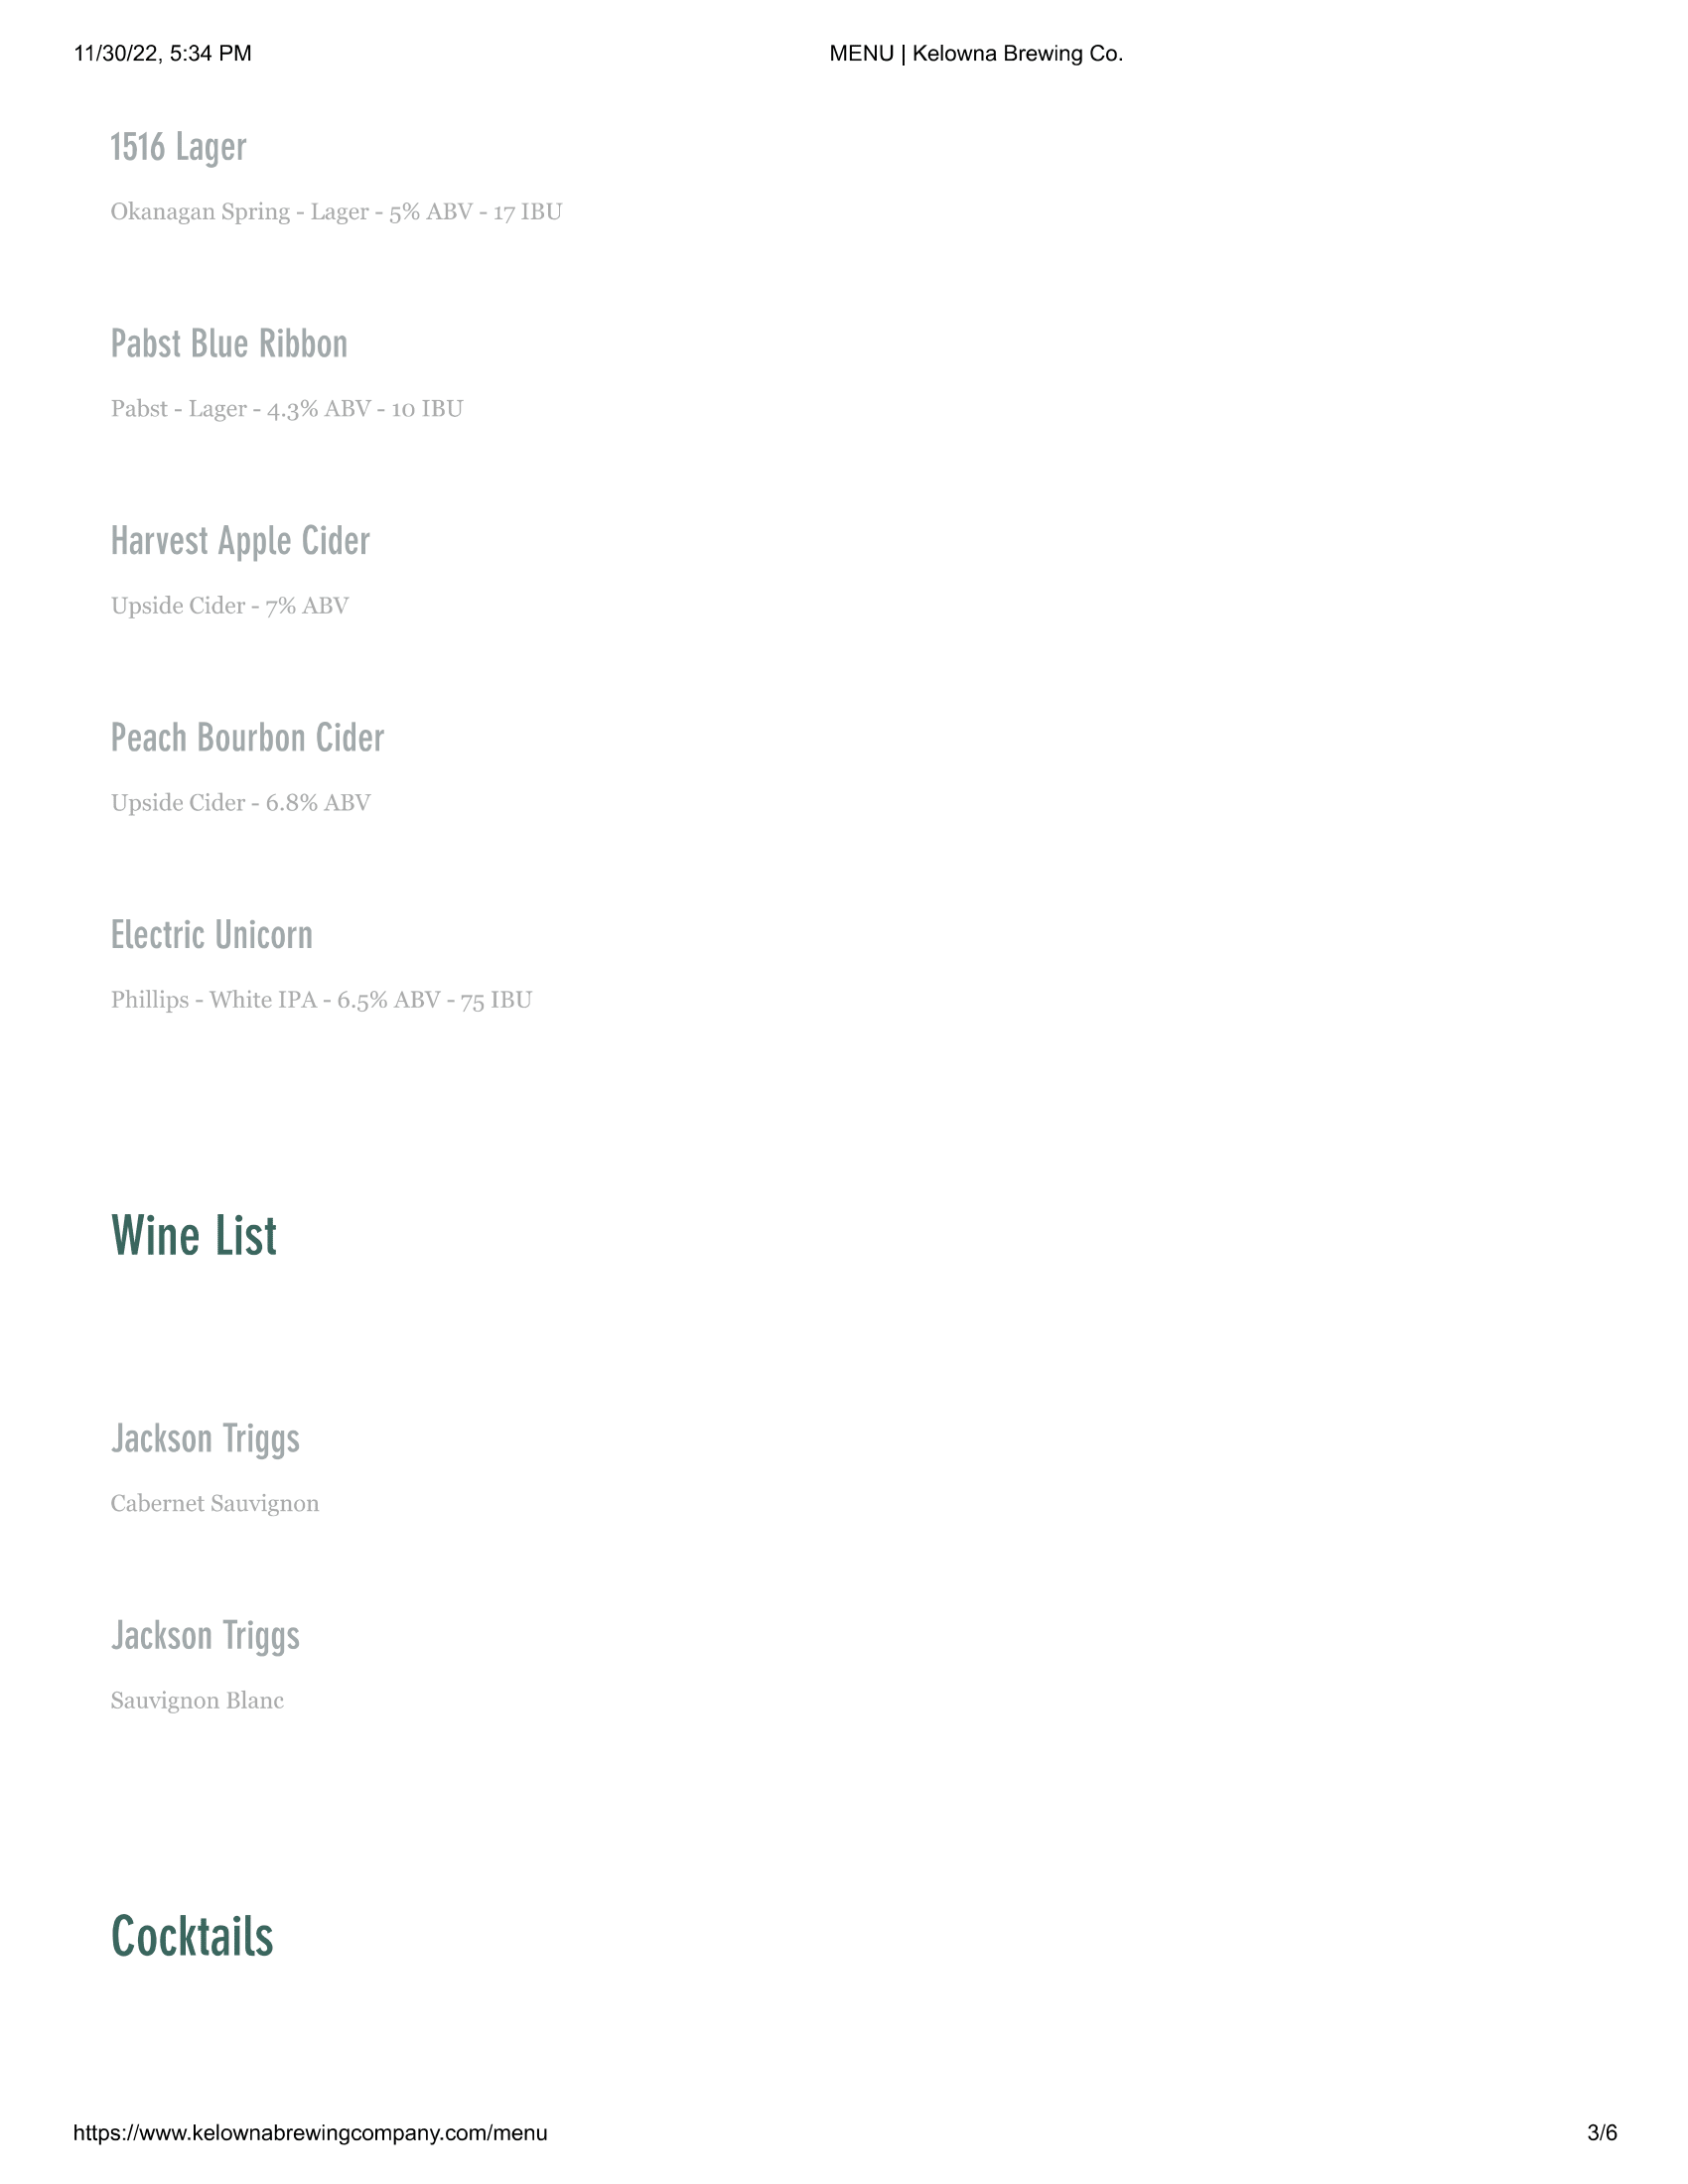 11/30/22, 5:34 PM
MENU | Kelowna Brewing Co.
1516 Lager
Okanagan Spring - Lager - 5% ABV - 17 IBU
Pabst Blue Ribbon
Pabst - Lager - 4.3% ABV - 10 IBU
Harvest Apple Cider
Upside Cider - 7% ABV
Peach Bourbon Cider
Upside Cider - 6.8% ABV
Electric Unicorn
Phillips - White IPA - 6.5% ABV - 75 IBU
Wine List
Jackson Triggs
Cabernet Sauvignon
Jackson Triggs
Sauvignon Blanc
Cocktails
https://www.kelownabrewingcompany.com/menu
3/6